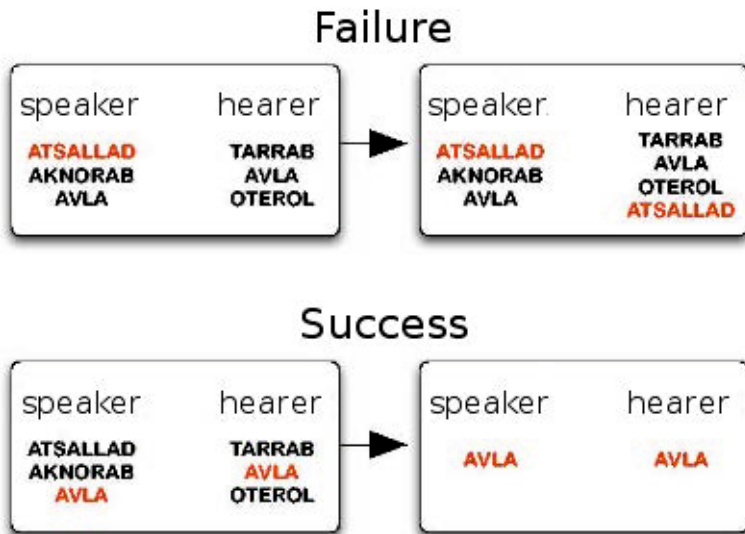 Failure
speaker hearer
ATSALLAD TARRAB
AKNORAB AVLA
AVLA OTEROL
speaker. hearer
ATSALLAD TARRAB
AKNORAB AVLA
AVLA OTEROL
ATSALLAD
Success
speaker hearer
ATSALLAD TARRAB
AKNORAB AVLA
AVLA OTEROL
speaker hearer
AVLA AVLA